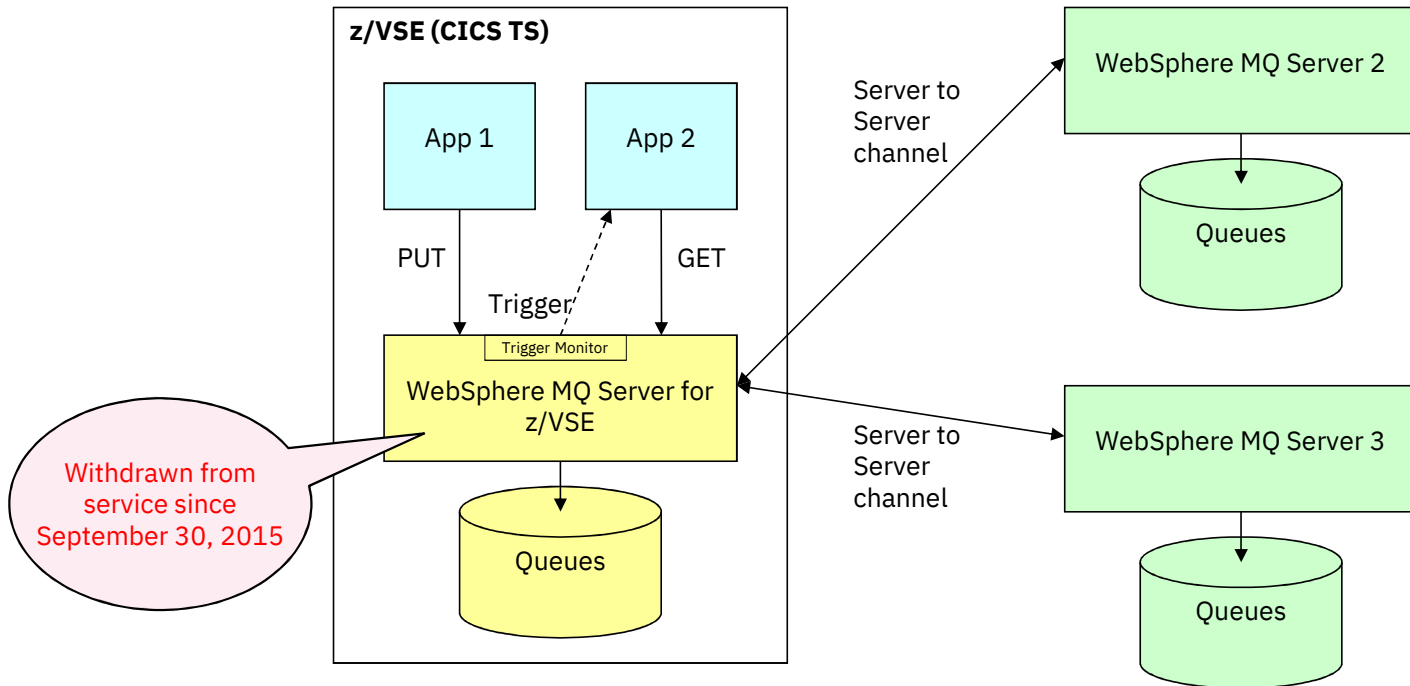 z/VSE (CICS TS)
App 1
App 2
PUT
GET
Trigger
Trigger Monitor
WebSphere MQ Server for
z/VSE
Queues
Withdrawn from
service since
September 30, 2015
Server to
Server
channel
WebSphere MQ Server 2
Queues
Server to
Server
channel
WebSphere MQ Server 3
Queues